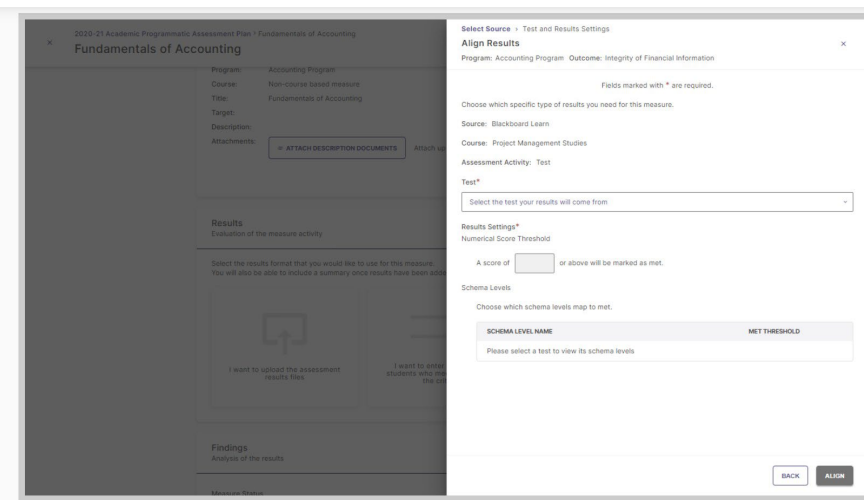 2020-21 Academic Programmatic Assessment Plan > Fundamentals of Accounting
Fundamentals of Accounting
Program: Accounting Program
Course: Non-course based measure
Title: Fundamentals of Accounting
Target:
Description:
Attachments:
+ ATTACH DESCRIPTION DOCUMENTS Attach up
Results
Evaluation of the measure activity
Select the results format that you would like to use for this measure.
You will also be able to include a summary once results have been adde
I want to upload the assessment
results files
I want to enter
students who me
the crit
Findings
Analysis of the results
Measure Status
Select Source > Test and Results Settings
Align Results
Program: Accounting Program Outcome: Integrity of Financial Information
Fields marked with * are required.
Choose which specific type of results you need for this measure.
Source: Blackboard Learn
Course: Project Management Studies
Assessment Activity: Test
Test*
Select the test your results will come from
Results Settings*
Numerical Score Threshold
A score of or above will be marked as met.
Schema Levels
Choose which schema levels map to met.
SCHEMA LEVEL NAME MET THRESHOLD
Please select a test to view its schema levels
BACK ALIGN